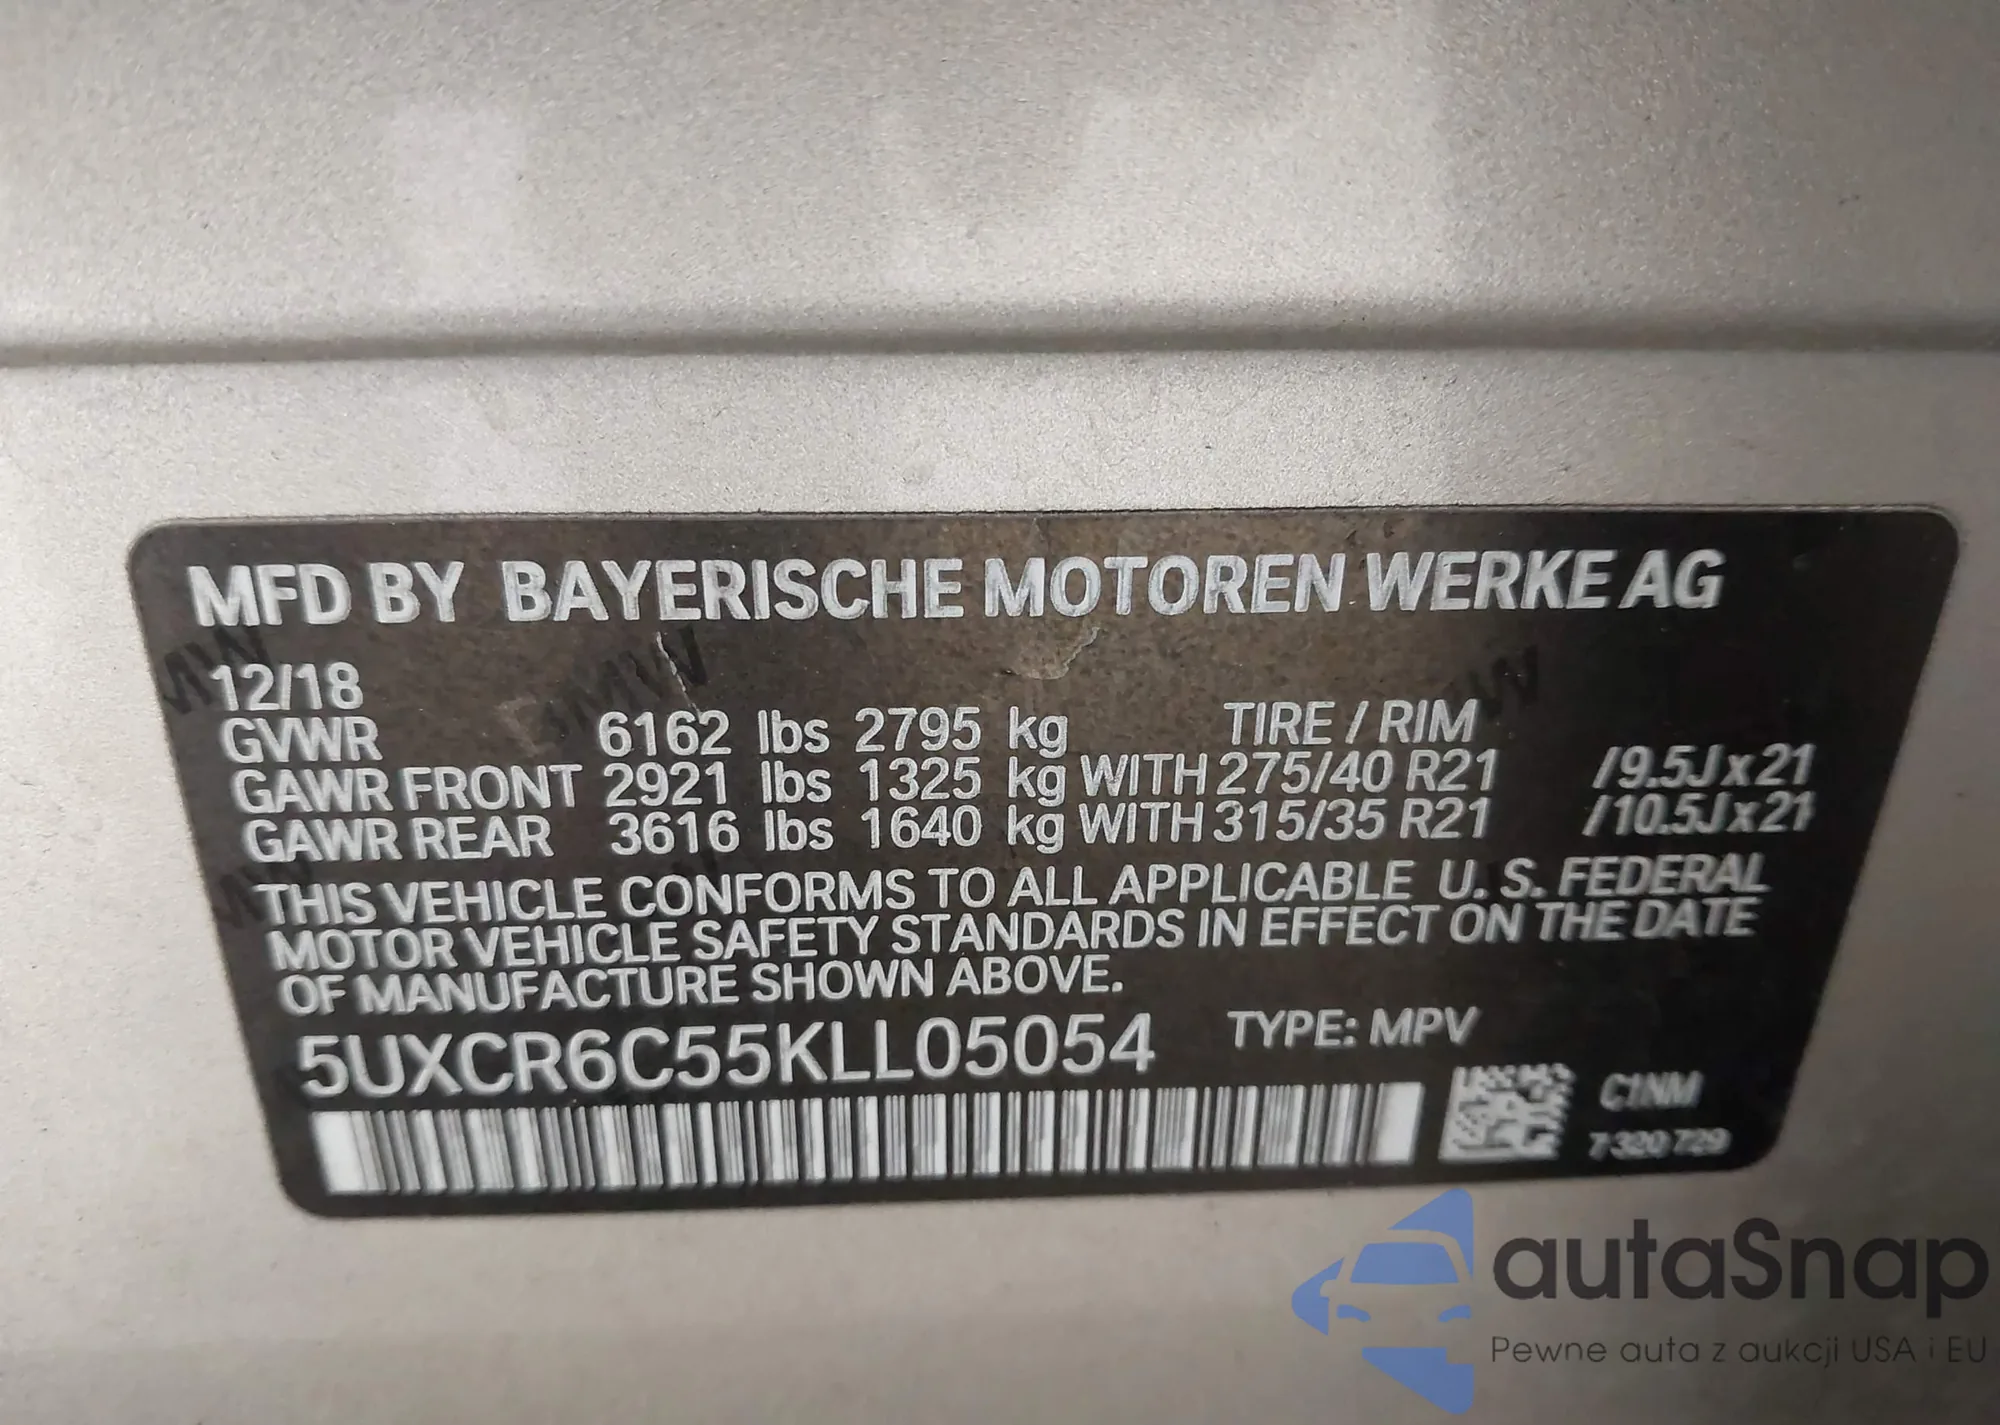 MFD BY BAYERISCHE MOTOREN WERKE AG
12/18
GVWR 6162 lbs 2795 kg TIRE / RIM
GAWR FRONT 2921 lbs 1325 kg WITH 275/40 R21 /9.5Jx21
GAWR REAR 3616 lbs 1640 kg WITH 315/35 R21 /10.5Jx21
THIS VEHICLE CONFORMS TO ALL APPLICABLE U.S. FEDERAL
MOTOR VEHICLE SAFETY STANDARDS IN EFFECT ON THE DATE
OF MANUFACTURE SHOWN ABOVE.
5UXCR6C55KLL05054 TYPE: MPV
C1NM
7320729
autaSnap
Pewne auta z aukcji USA i EU